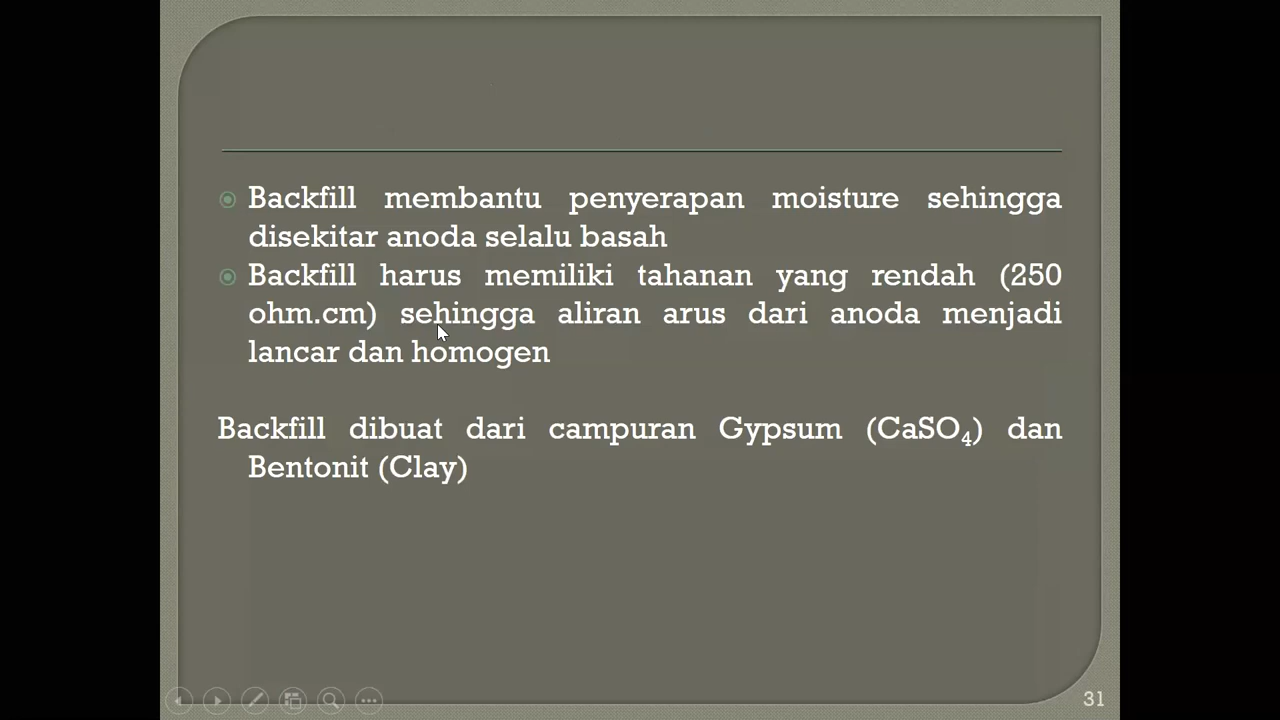 Backfill membantu penyerapan moisture sehingga
disekitar anoda selalu basah
Backfill harus memiliki tahanan yang rendah (250
ohm.cm) sehingga aliran arus dari anoda menjadi
lancar dan homogen
Backfill dibuat dari campuran Gypsum (CaSO₄) dan
Bentonit (Clay)
31